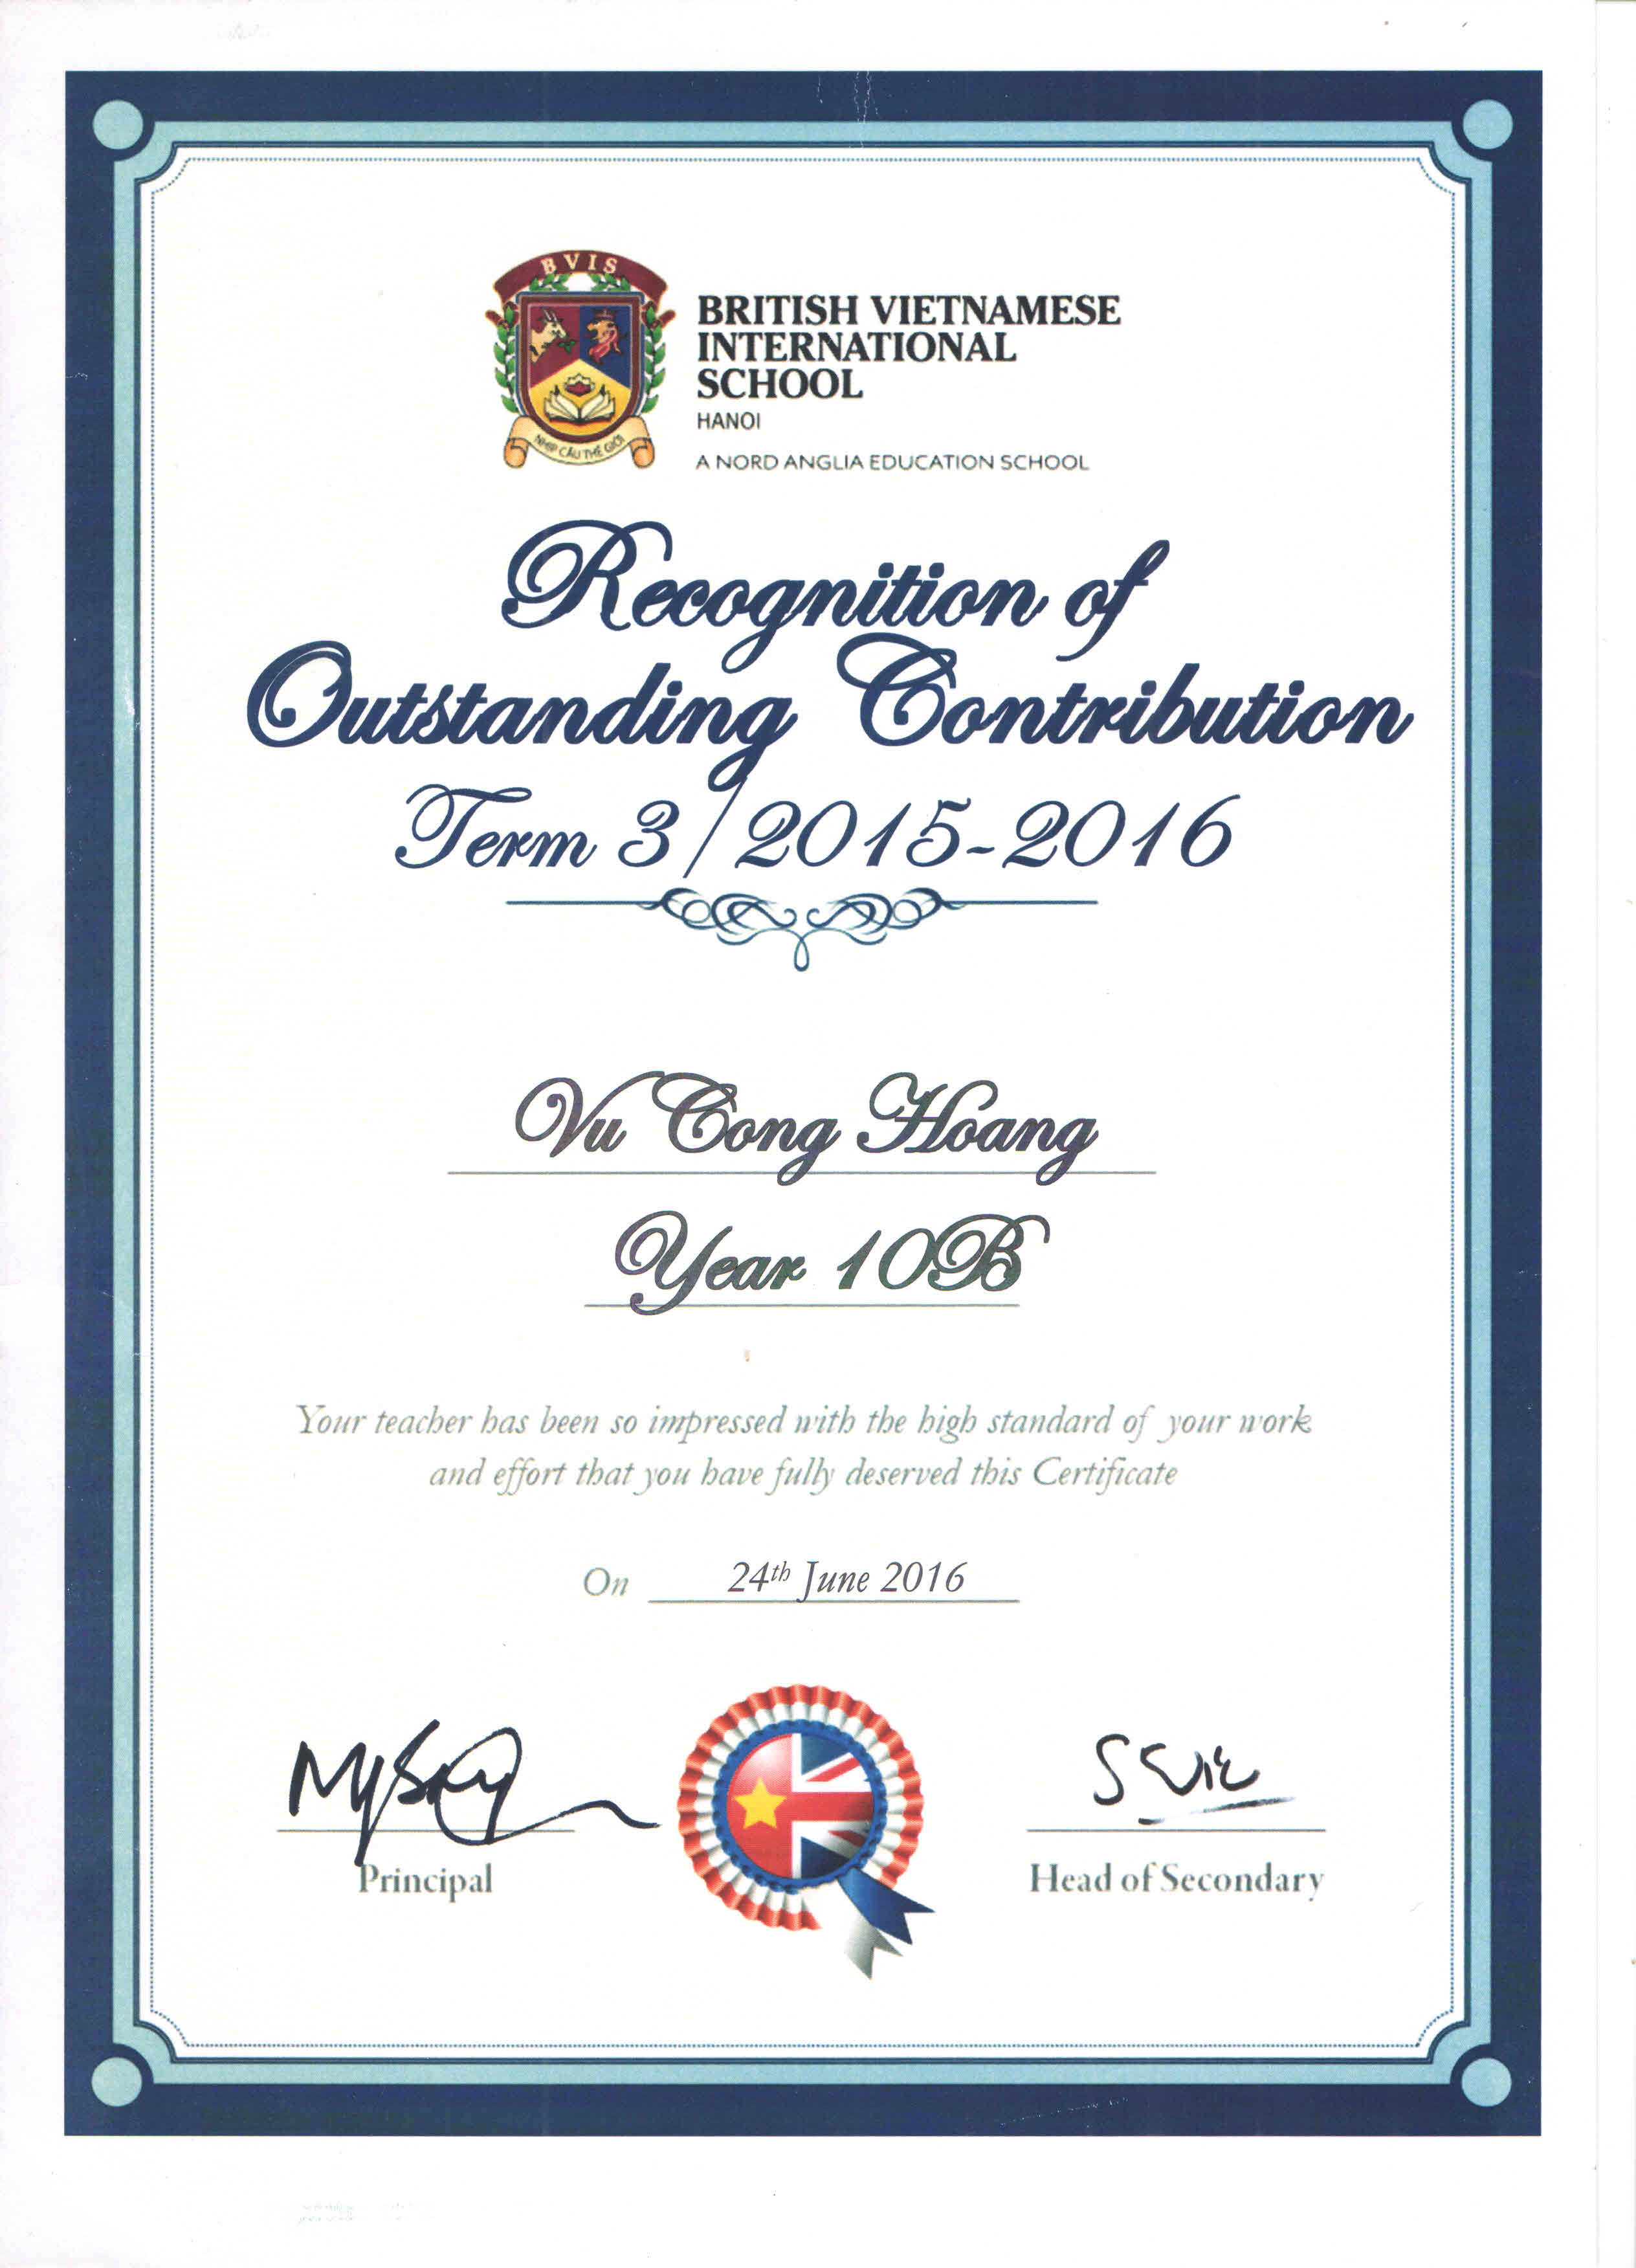 BVIS
NHỊP CẦU THẾ GIỚI
BRITISH VIETNAMESE
INTERNATIONAL
SCHOOL
HANOI
A NORD ANGLIA EDUCATION SCHOOL
Recognition of
Outstanding Contribution
Term 3/2015-2016
Vu Cong Hoang
Year 10B
Your teacher has been so impressed with the high standard of your work
and effort that you have fully deserved this Certificate
On 24th June 2016
Principal
Head of Secondary